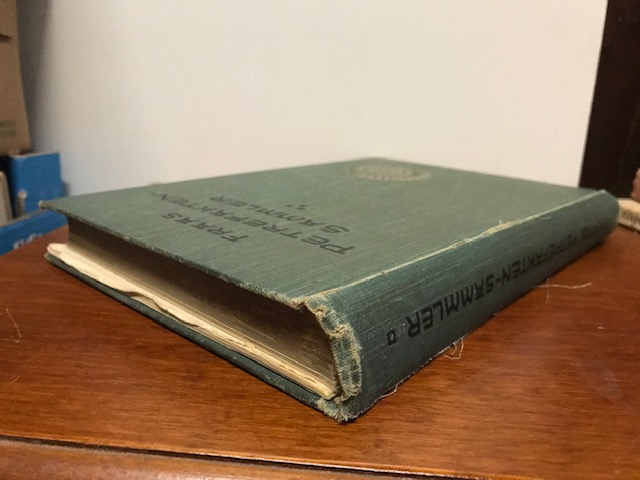 FRAAS
PETREFAKTEN-
SAMMLER
PETREFAKTEN-SAMMLER